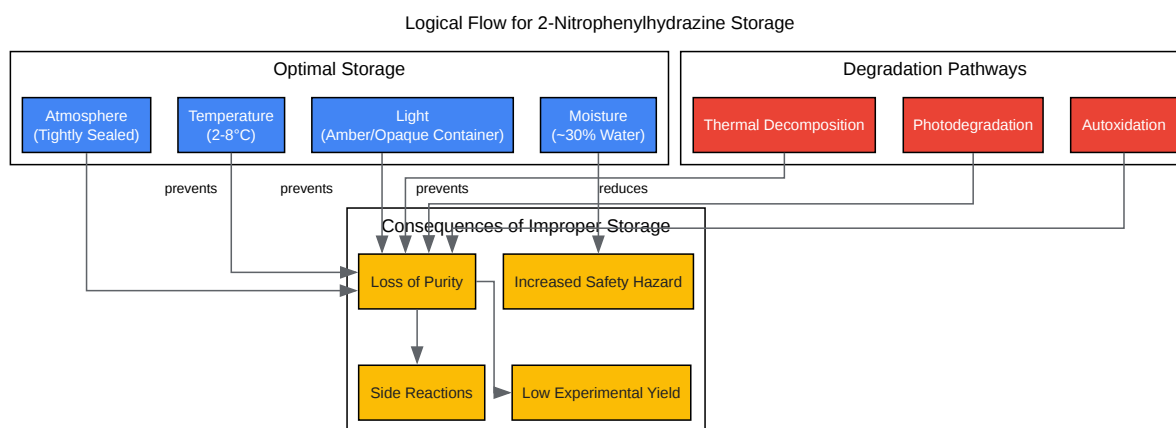 Logical Flow for 2-Nitrophenylhydrazine Storage
Optimal Storage
Degradation Pathways
Atmosphere
(Tightly Sealed)
Temperature
(2-8°C)
Light
(Amber/Opaque Container)
Moisture
(~30% Water)
Thermal Decomposition
Photodegradation
Autoxidation
prevents
prevents
prevents
reduces
Consequences of Improper Storage
Loss of Purity
Increased Safety Hazard
Side Reactions
Low Experimental Yield